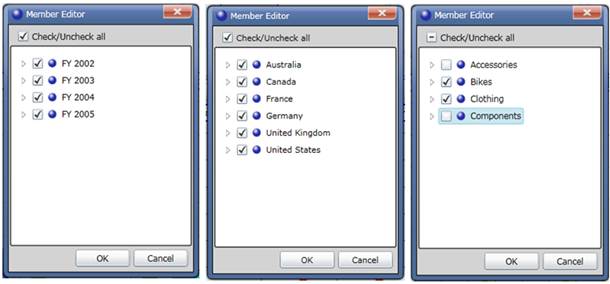 Member Editor
Check/Uncheck all
FY 2002
FY 2003
FY 2004
FY 2005
OK
Cancel
Member Editor
Check/Uncheck all
Australia
Canada
France
Germany
United Kingdom
United States
OK
Cancel
Member Editor
Check/Uncheck all
Accessories
Bikes
Clothing
Components
OK
Cancel